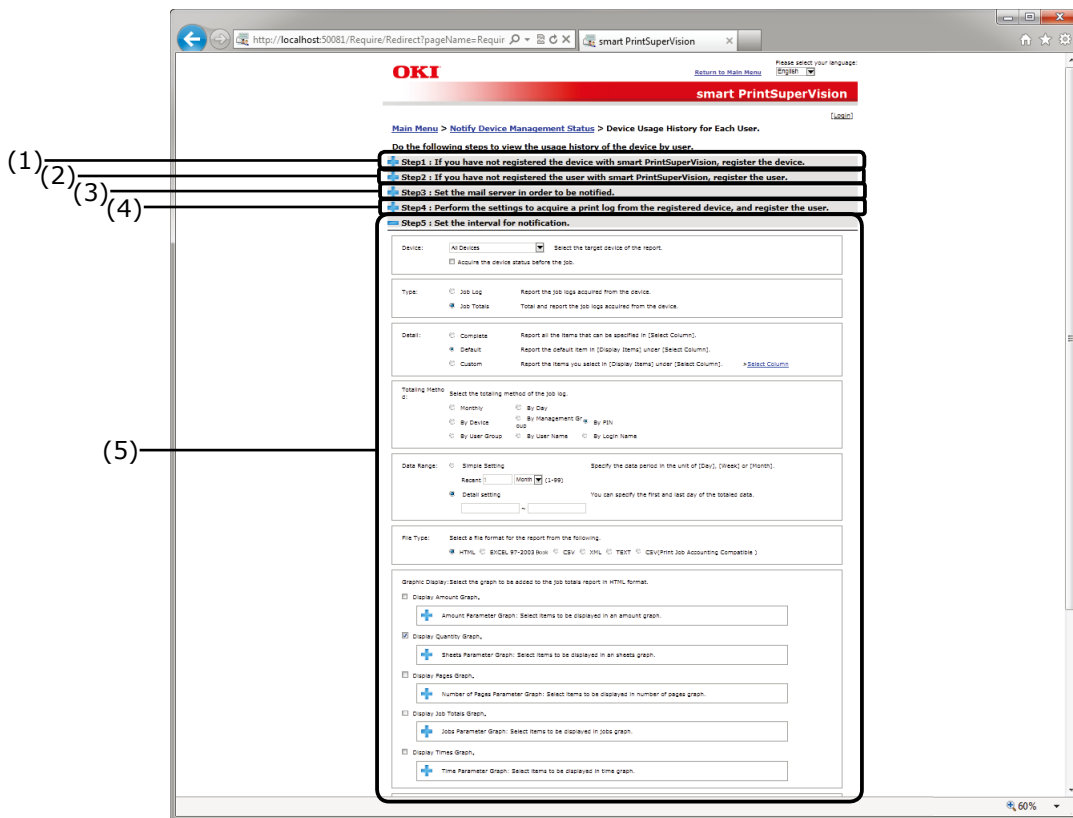 http://localhost:50081/Require/Redirect?pageName=Requir
smart PrintSuperVision
Please select your language:
OKI
Return to Main Menu
English
smart PrintSuperVision
[Login]
Main Menu > Notify Device Management Status > Device Usage History for Each User.
Do the following steps to view the usage history of the device by user.
(1)
Step1 : If you have not registered the device with smart PrintSuperVision, register the device.
(2)
Step2 : If you have not registered the user with smart PrintSuperVision, register the user.
(3)
Step3 : Set the mail server in order to be notified.
(4)
Step4 : Perform the settings to acquire a print log from the registered device, and register the user.
Step5 : Set the interval for notification.
Device: All Devices Select the target device of the report.
Acquire the device status before the job.
Type: Job Log Report the job logs acquired from the device.
Job Totals Total and report the job logs acquired from the device.
Detail: Complete Report all the items that can be specified in [Select Column].
Default Report the default item in [Display Items] under [Select Column].
Custom Report the items you select in [Display Items] under [Select Column]. »Select Column
Totaling Metho
d:
Select the totaling method of the job log.
Monthly By Day
By Device By Management Gr
oup
By PIN
By User Group By User Name By Login Name
(5)
Data Range: Simple Setting Specify the data period in the unit of [Day], [Week] or [Month].
Recent 1 Month (1-99)
Detail setting You can specify the first and last day of the totaled data.
~
File Type: Select a file format for the report from the following.
HTML EXCEL 97-2003 Book CSV XML TEXT CSV(Print Job Accounting Compatible )
Graphic Display:Select the graph to be added to the job totals report in HTML format.
Display Amount Graph.
Amount Parameter Graph: Select items to be displayed in an amount graph.
Display Quantity Graph.
Sheets Parameter Graph: Select items to be displayed in an sheets graph.
Display Pages Graph.
Number of Pages Parameter Graph: Select items to be displayed in number of pages graph.
Display Job Totals Graph.
Jobs Parameter Graph: Select items to be displayed in jobs graph.
Display Times Graph.
Time Parameter Graph: Select items to be displayed in time graph.
60%